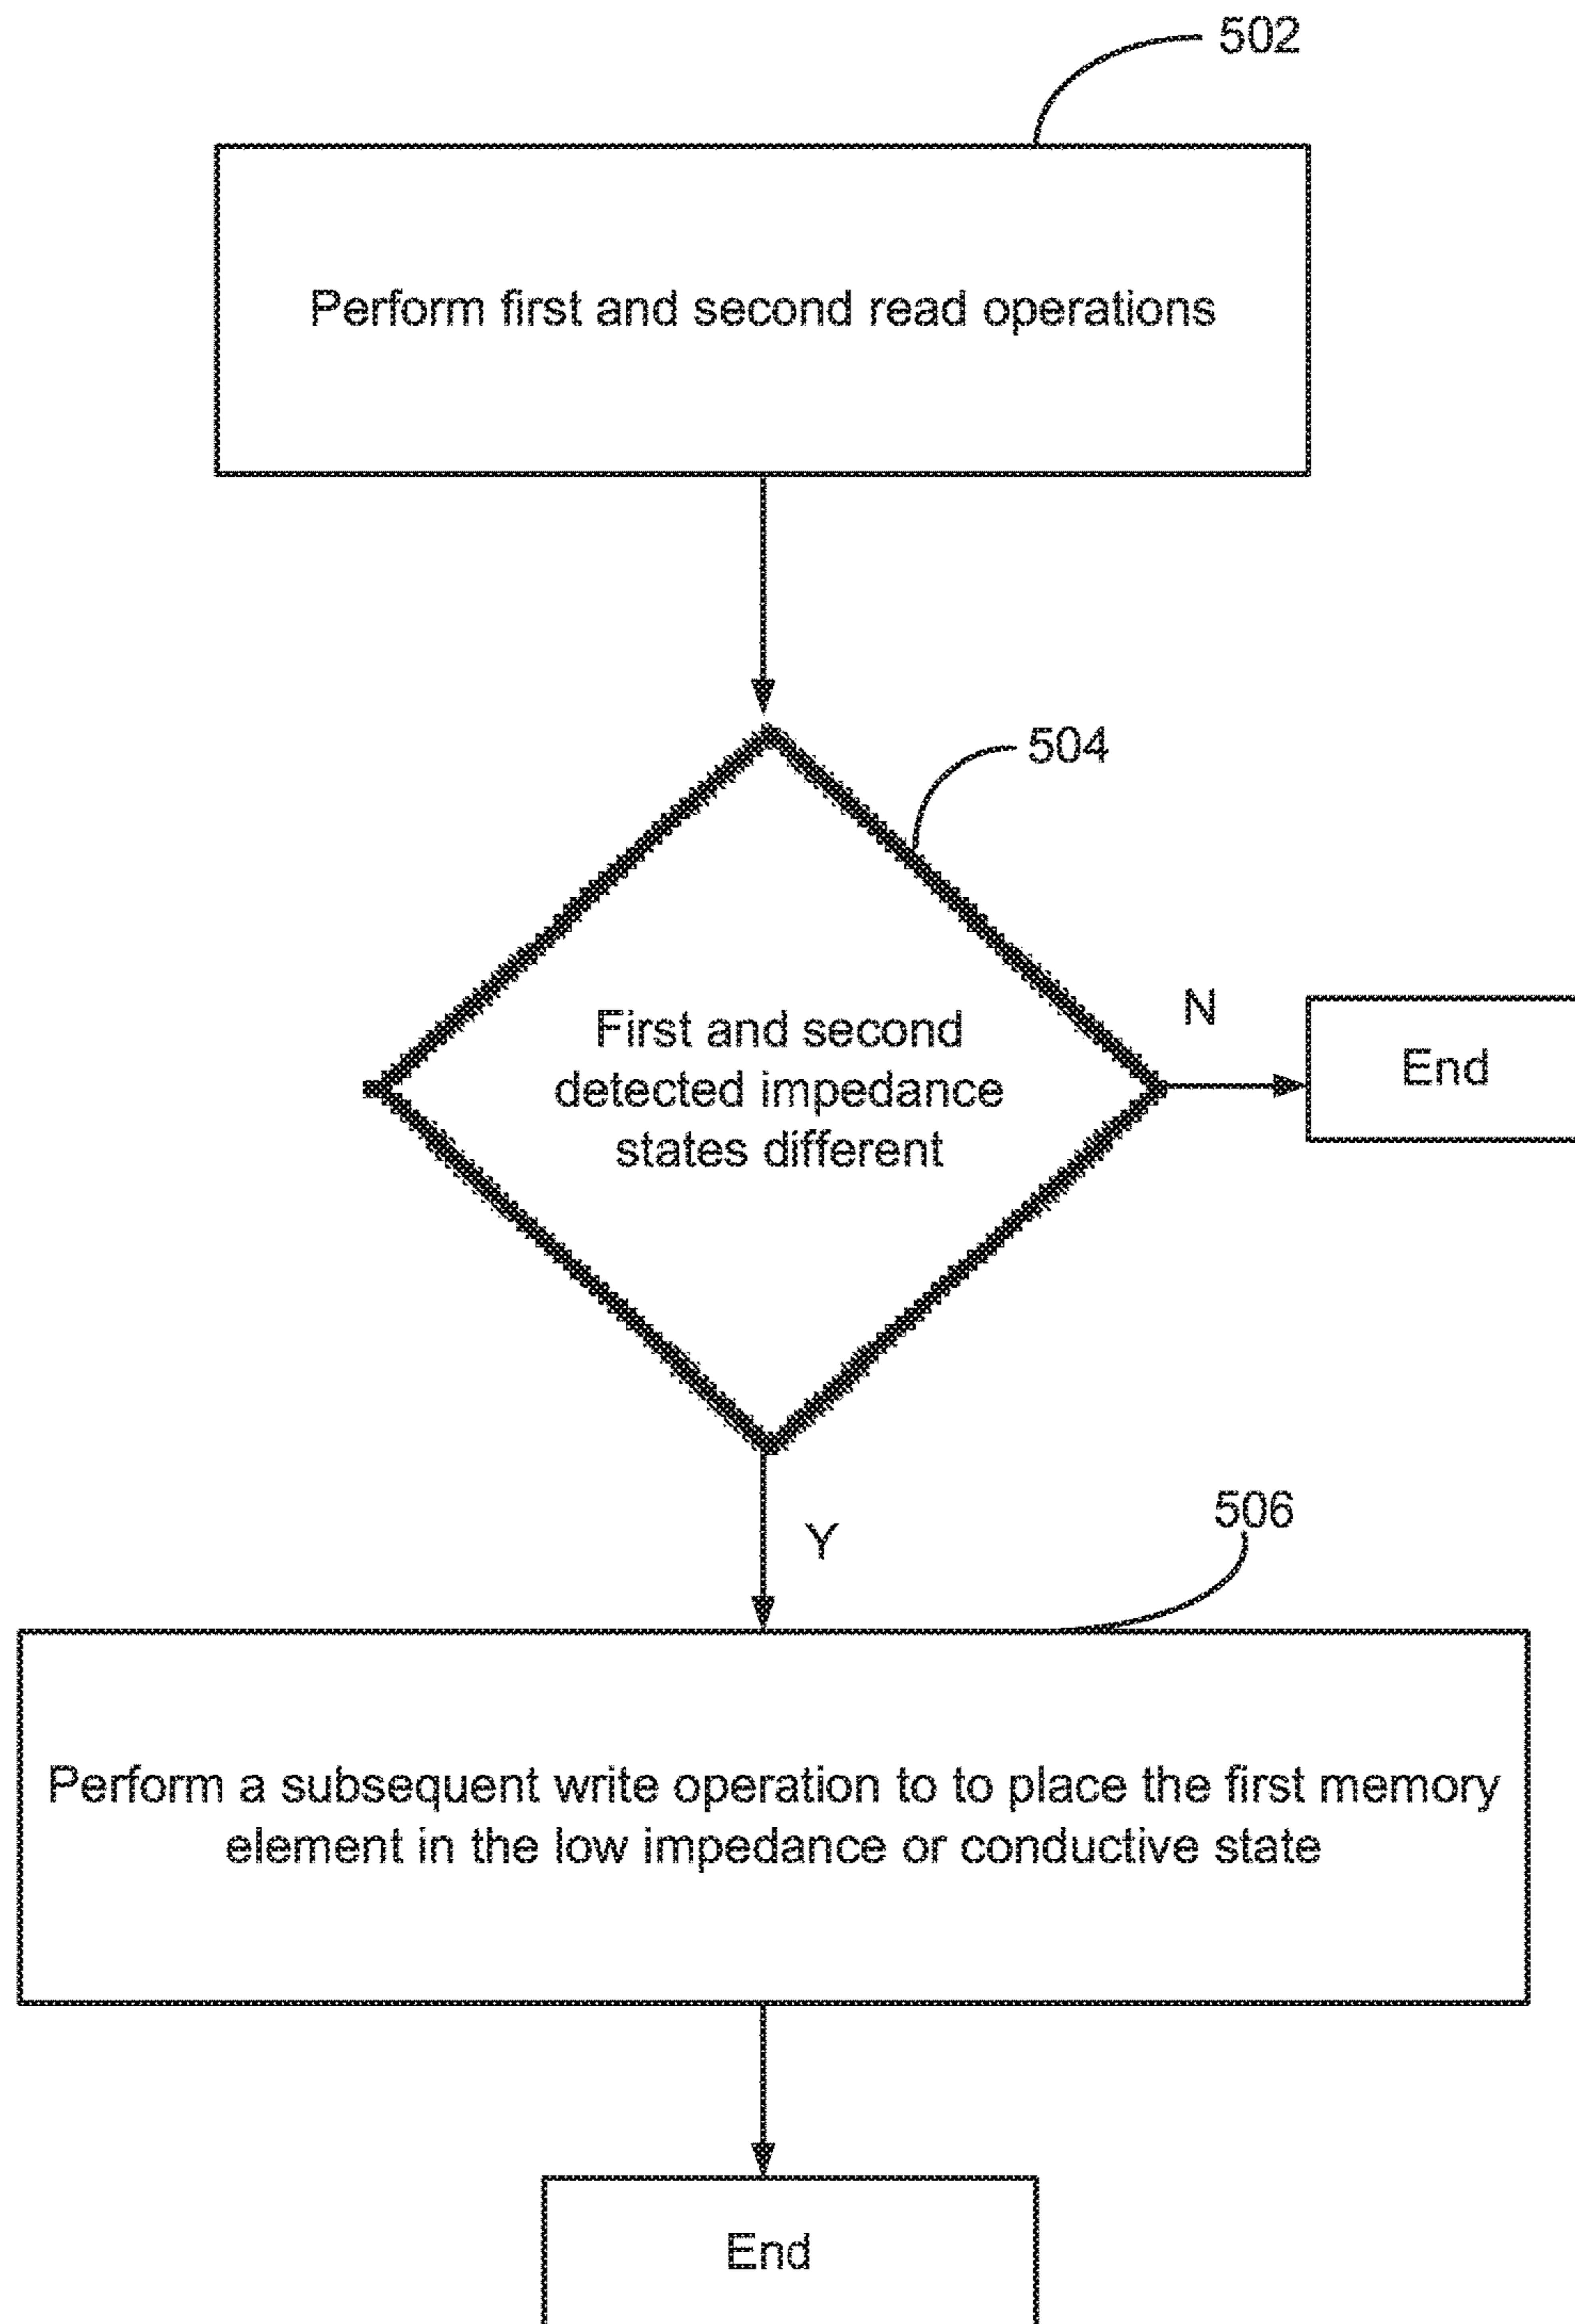 502
Perform first and second read operations
504
First and second
detected impedance
states different
N
End
Y
506
Perform a subsequent write operation to to place the first memory
element in the low impedance or conductive state
End